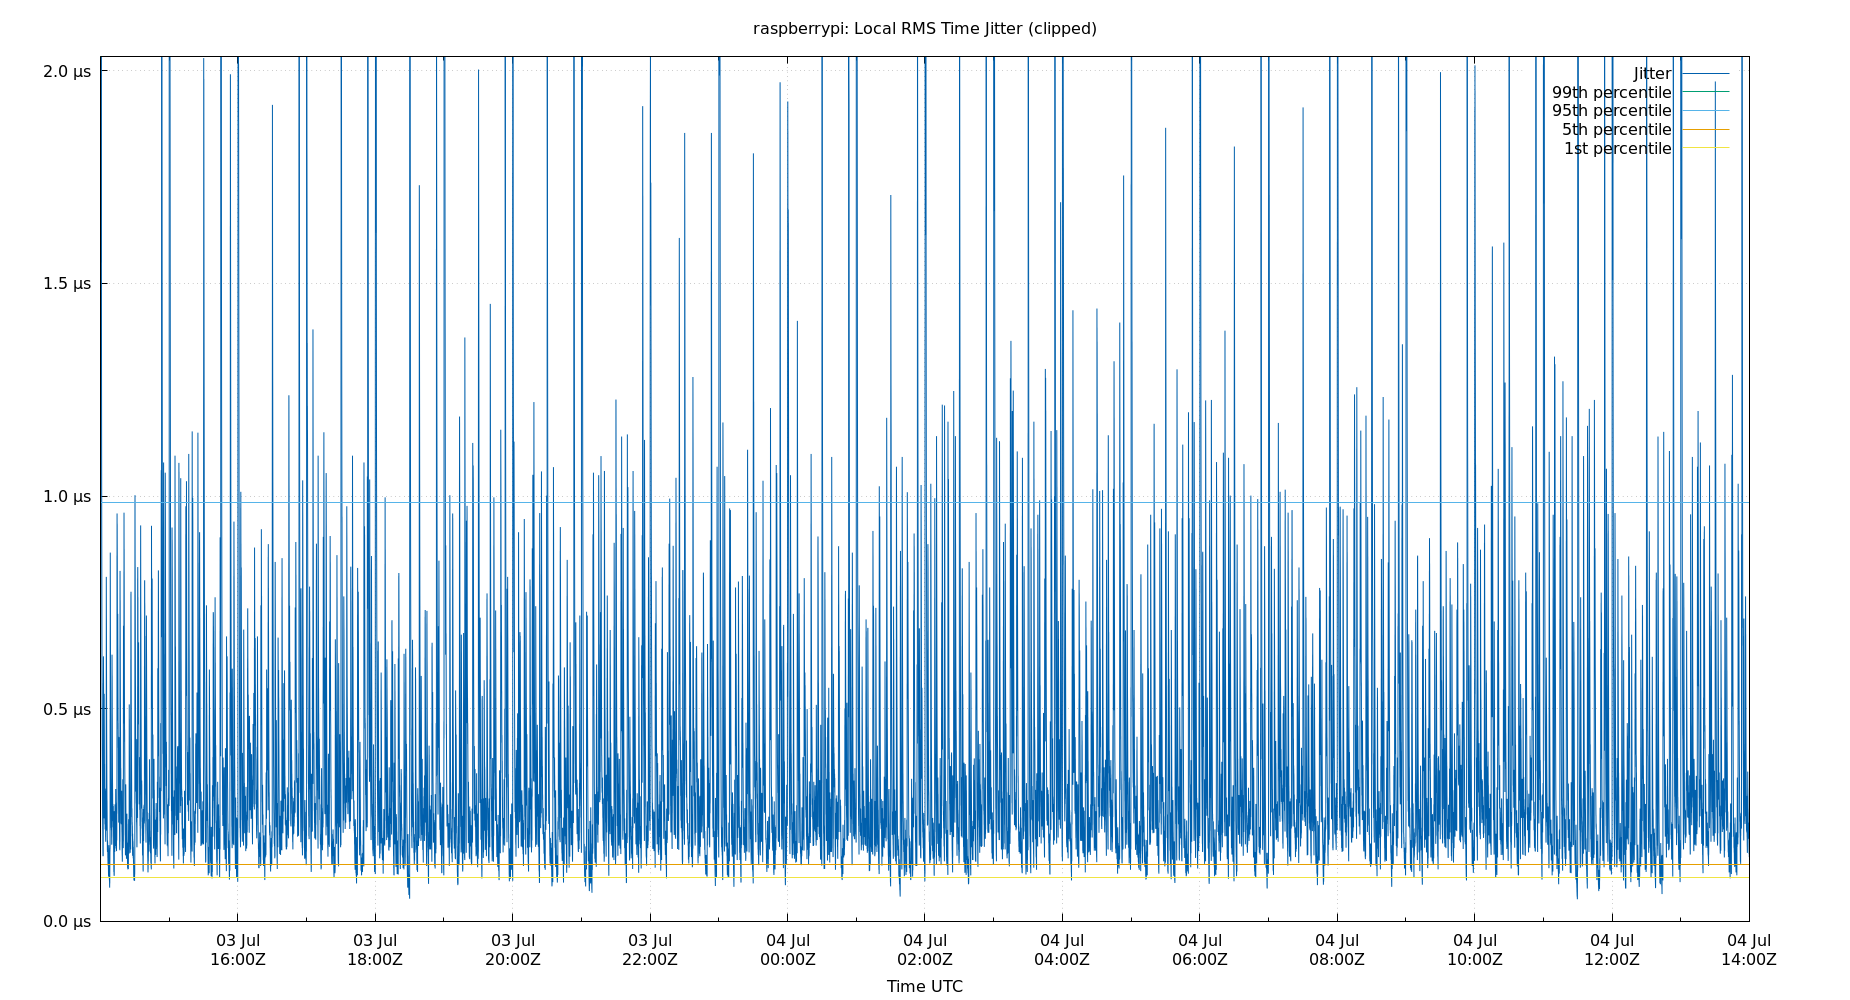 raspberrypi: Local RMS Time Jitter (clipped)
2.0 µs
1.5 µs
1.0 µs
0.5 µs
0.0 µs
Jitter
99th percentile
95th percentile
5th percentile
1st percentile
03 Jul 16:00Z
03 Jul 18:00Z
03 Jul 20:00Z
03 Jul 22:00Z
04 Jul 00:00Z
04 Jul 02:00Z
04 Jul 04:00Z
04 Jul 06:00Z
04 Jul 08:00Z
04 Jul 10:00Z
04 Jul 12:00Z
04 Jul 14:00Z
Time UTC